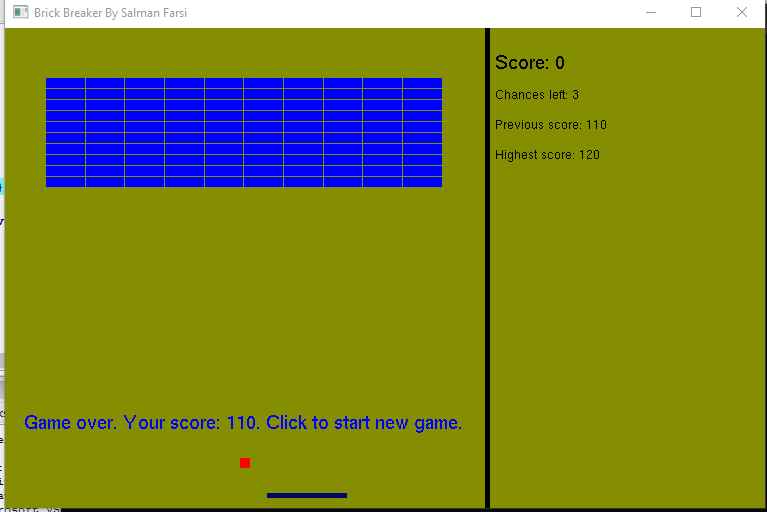 Brick Breaker By Salman Farsi
Score: 0
Chances left: 3
Previous score: 110
Highest score: 120
Game over. Your score: 110. Click to start new game.